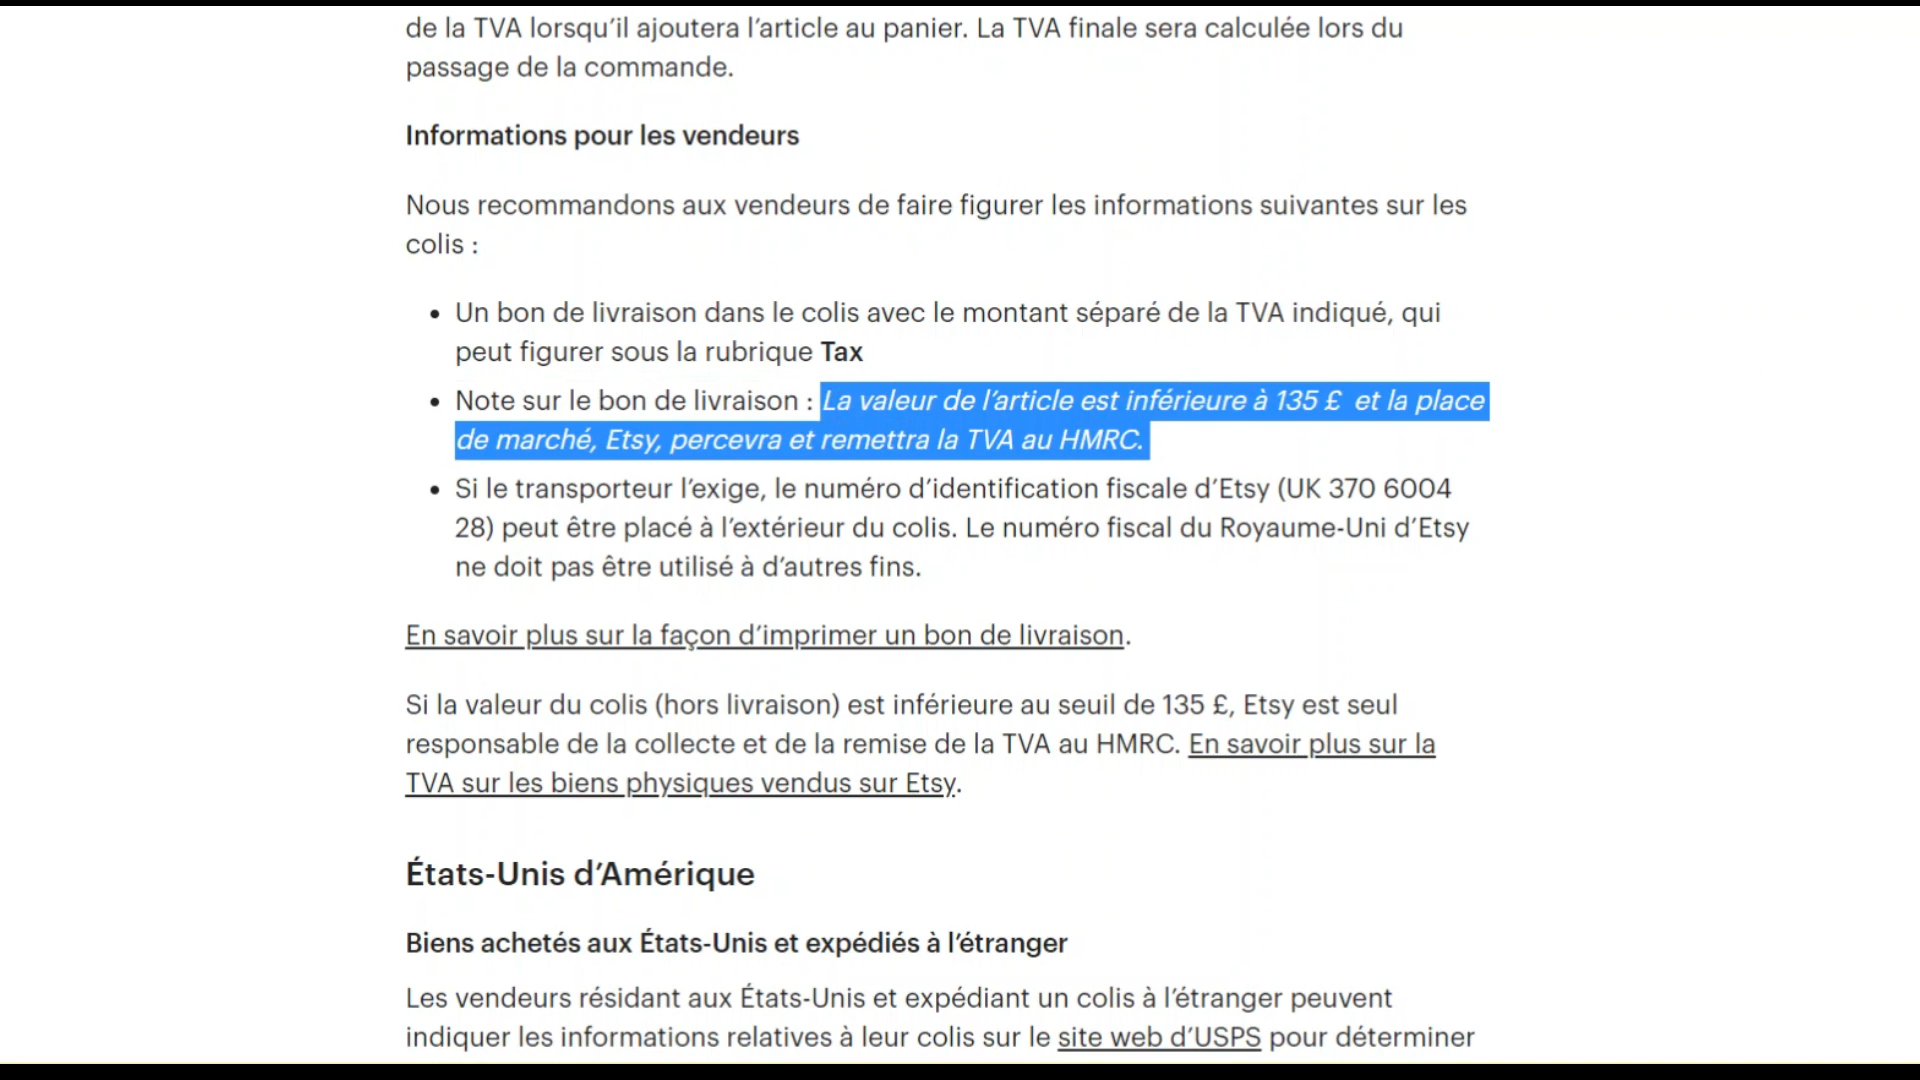 de la TVA lorsqu’il ajoutera l’article au panier. La TVA finale sera calculée lors du
passage de la commande.
Informations pour les vendeurs
Nous recommandons aux vendeurs de faire figurer les informations suivantes sur les
colis :
• Un bon de livraison dans le colis avec le montant séparé de la TVA indiqué, qui
peut figurer sous la rubrique Tax
• Note sur le bon de livraison : La valeur de l’article est inférieure à 135 £ et la place
de marché, Etsy, percevra et remettra la TVA au HMRC.
• Si le transporteur l’exige, le numéro d’identification fiscale d’Etsy (UK 370 6004
28) peut être placé à l’extérieur du colis. Le numéro fiscal du Royaume-Uni d’Etsy
ne doit pas être utilisé à d’autres fins.
En savoir plus sur la façon d’imprimer un bon de livraison.
Si la valeur du colis (hors livraison) est inférieure au seuil de 135 £, Etsy est seul
responsable de la collecte et de la remise de la TVA au HMRC. En savoir plus sur la
TVA sur les biens physiques vendus sur Etsy.
États-Unis d’Amérique
Biens achetés aux États-Unis et expédiés à l’étranger
Les vendeurs résidant aux États-Unis et expédiant un colis à l’étranger peuvent
indiquer les informations relatives à leur colis sur le site web d’USPS pour déterminer